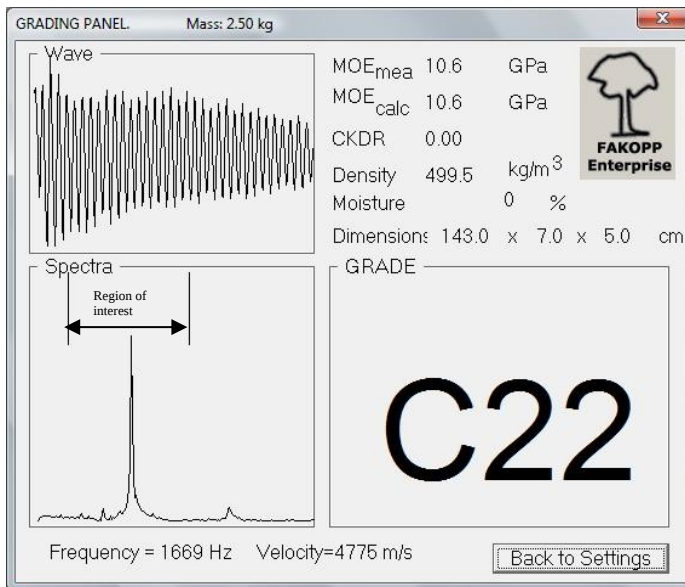 GRADING PANEL. Mass: 2.50 kg
x
Wave
MOEmea 10.6 GPa
MOEcalc 10.6 GPa
CKDR 0.00
Density 499.5 kg/m3
Moisture 0 %
Dimensions 143.0 x 7.0 x 5.0 cm
FAKOPP
Enterprise
Spectra
Region of
interest
GRADE
C22
Frequency = 1669 Hz Velocity=4775 m/s
Back to Settings